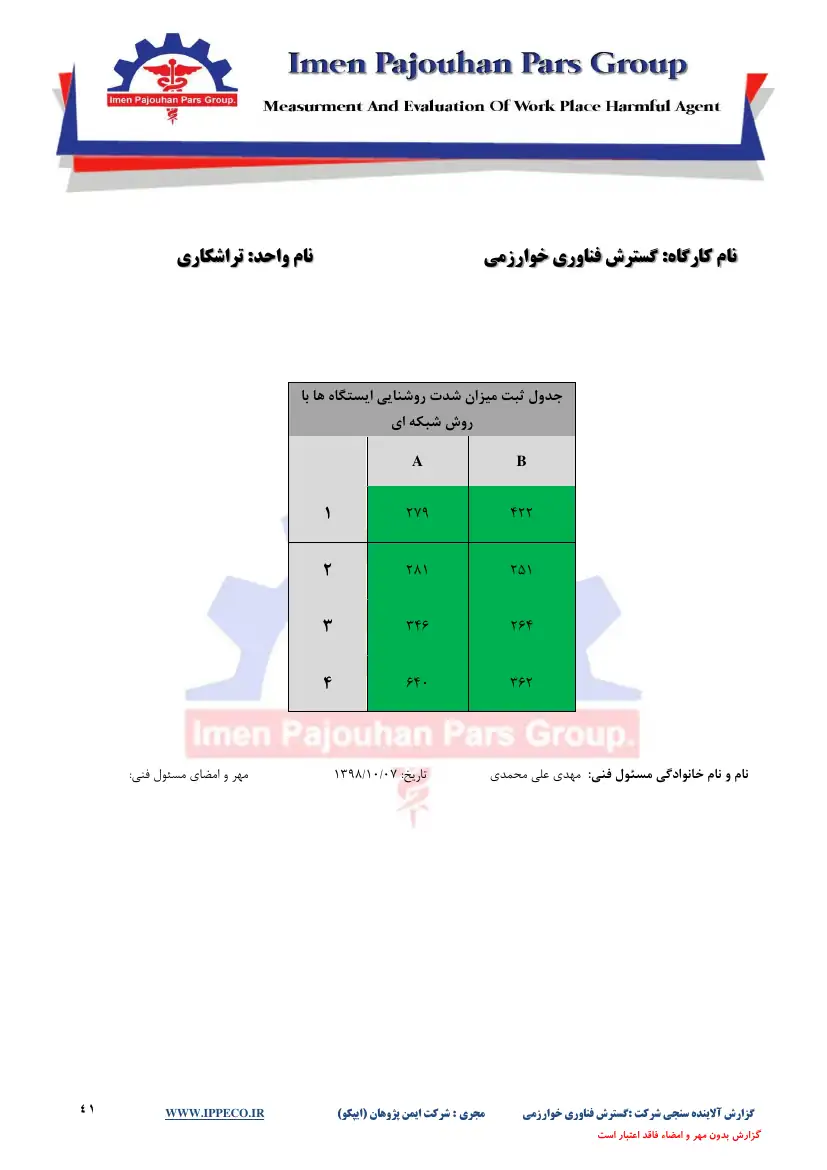 Imen Pajouhan Pars Group
Imen Pajouhan Pars Group.
Measurment And Evaluation Of Work Place Harmful Agent
نام کارگاه: گسترش فناوری خوارزمی نام واحد: تراشکاری
جدول ثبت میزان شدت روشنایی ایستگاه ها با
روش شبکه ای
A B
۱ ۲۷۹ ۴۲۲
۲ ۲۸۱ ۲۵۱
۳ ۳۴۶ ۲۶۴
۴ ۶۴۰ ۳۶۲
Imen Pajouhan Pars Group.
نام و نام خانوادگی مسئول فنی: مهدی علی محمدی تاریخ: ۱۳۹۸/۱۰/۰۷ مهر و امضای مسئول فنی:
گزارش آلاینده سنجی شرکت :گسترش فناوری خوارزمی مجری : شرکت ایمن پژوهان (ایپکو) WWW.IPPECO.IR ٤١
گزارش بدون مهر و امضاء فاقد اعتبار است